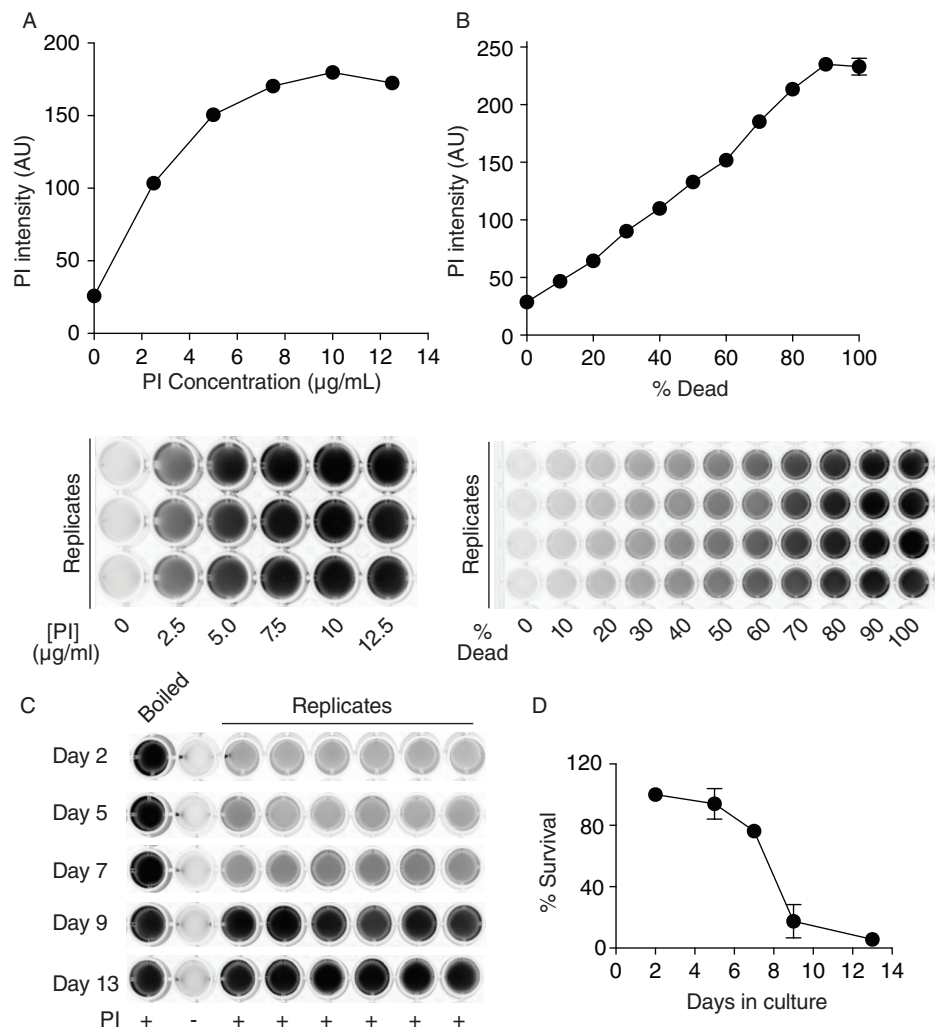 A
200
150
100
50
0
PI intensity (AU)
0 2 4 6 8 10 12 14
PI Concentration (µg/mL)
B
250
200
150
100
50
0
PI intensity (AU)
0 20 40 60 80 100
% Dead
Replicates
[PI]
(µg/ml)
0 2.5 5.0 7.5 10 12.5
Replicates
%
Dead
0 10 20 30 40 50 60 70 80 90 100
C
Boiled
Replicates
Day 2
Day 5
Day 7
Day 9
Day 13
PI + - + + + + + +
D
120
80
40
0
% Survival
0 2 4 6 8 10 12 14
Days in culture